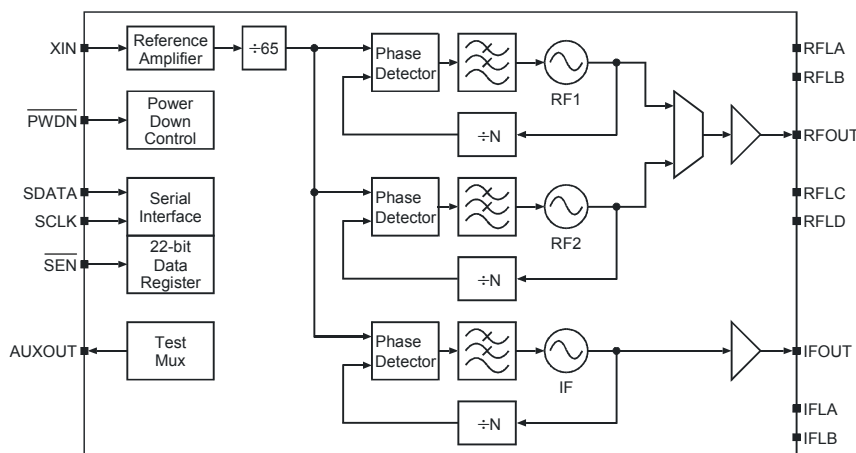 XIN
Reference
Amplifier
÷65
Phase
Detector
RF1
÷N
RFLA
RFLB
PWDN
Power
Down
Control
RFOUT
SDATA
SCLK
Serial
Interface
Phase
Detector
RF2
÷N
RFLC
RFLD
SEN
22-bit
Data
Register
AUXOUT
Test
Mux
Phase
Detector
IF
÷N
IFOUT
IFLA
IFLB